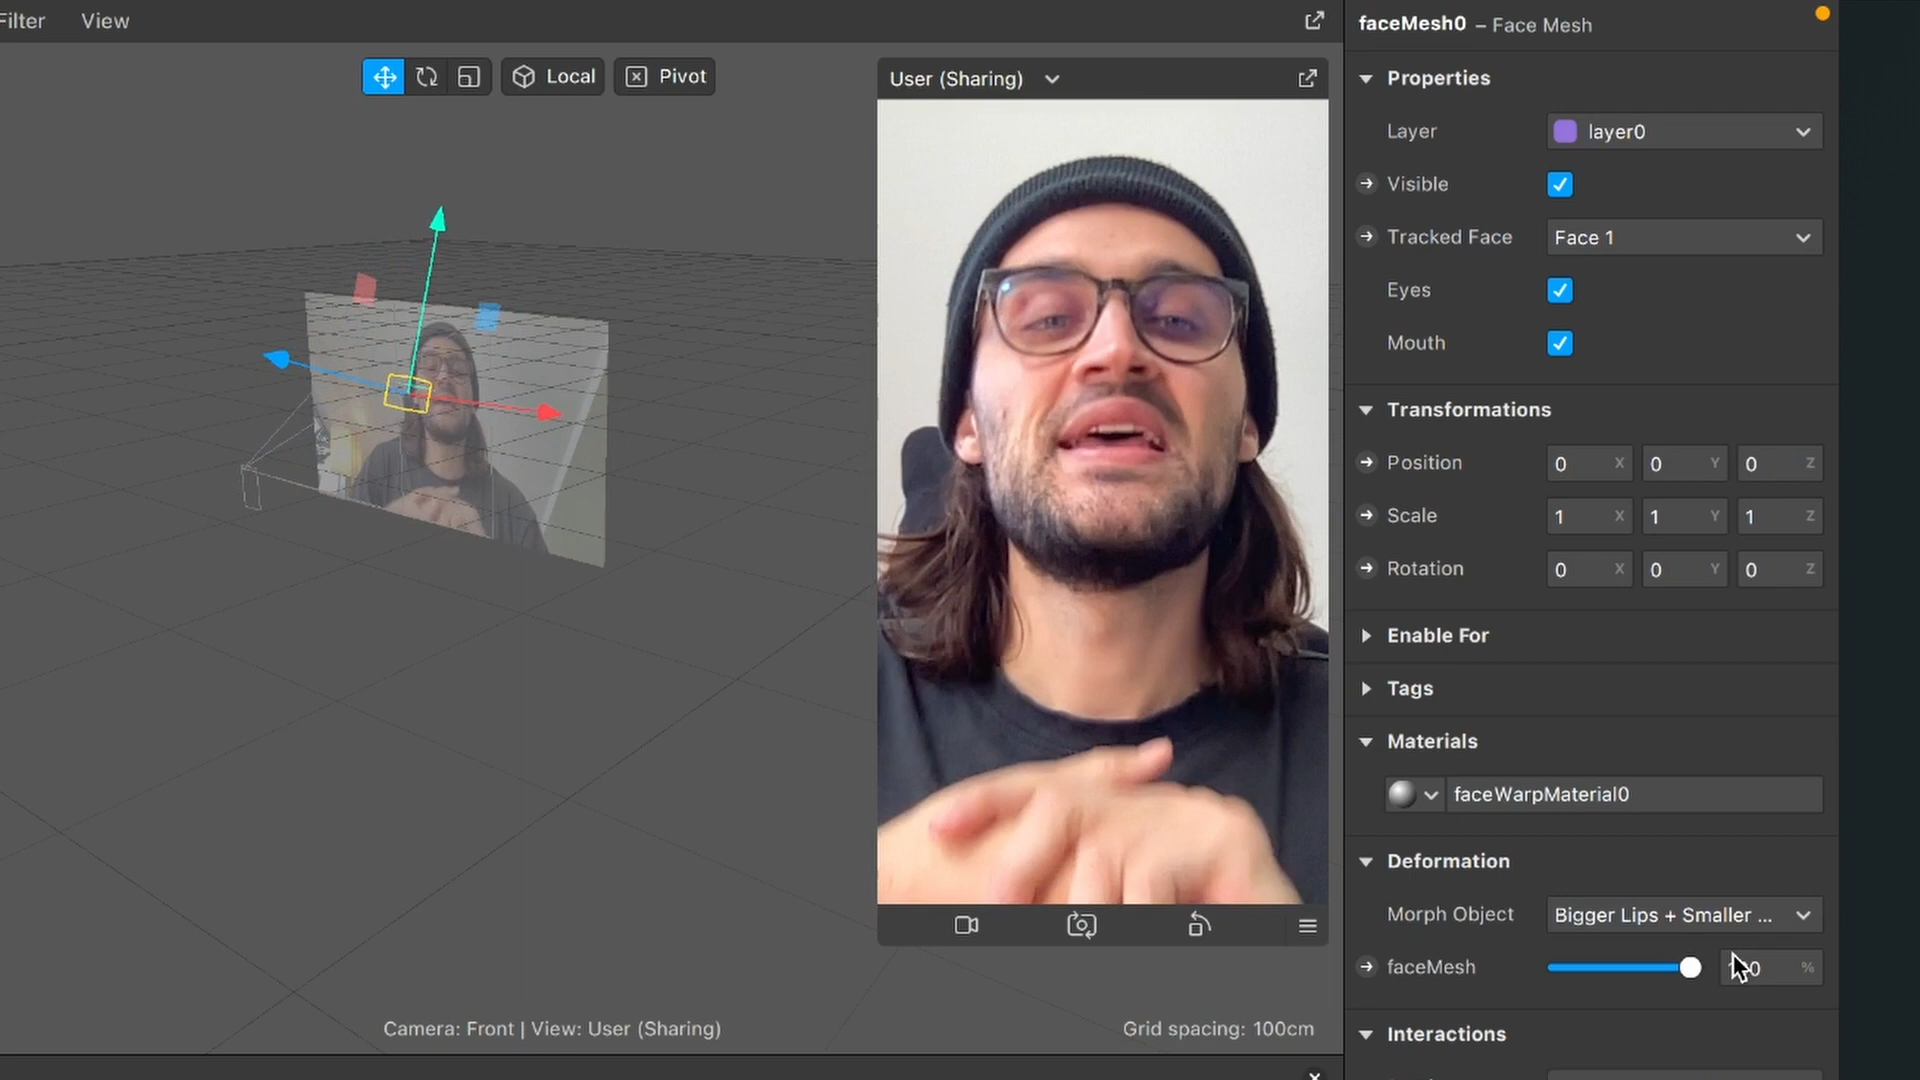 Filter View
Local
Pivot
User (Sharing)
faceMesh0 – Face Mesh
Properties
Layer layer0
Visible
Tracked Face Face 1
Eyes
Mouth
Transformations
Position 0 X 0 Y 0 Z
Scale 1 X 1 Y 1 Z
Rotation 0 X 0 Y 0 Z
Enable For
Tags
Materials
faceWarpMaterial0
Deformation
Morph Object Bigger Lips + Smaller ...
faceMesh %
Interactions
Camera: Front | View: User (Sharing)
Grid spacing: 100cm